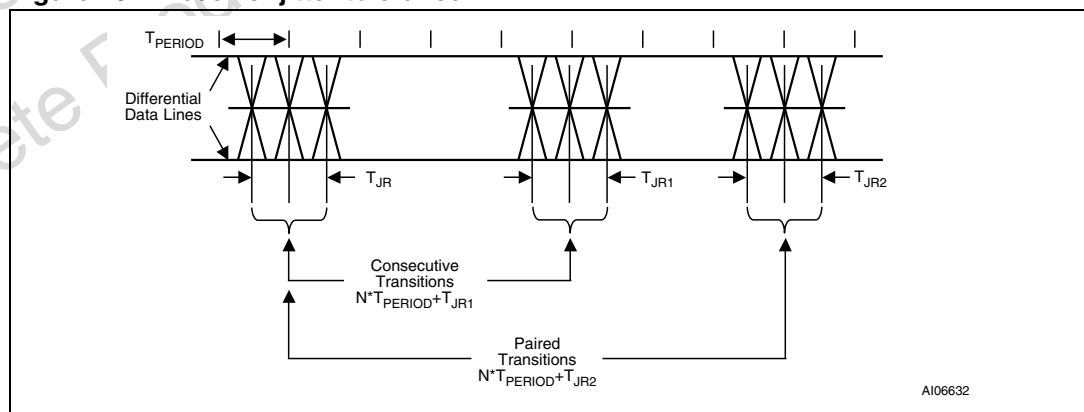 T_PERIOD
Differential
Data Lines
T_JR
T_JR1
T_JR2
Consecutive
Transitions
N*T_PERIOD+T_JR1
Paired
Transitions
N*T_PERIOD+T_JR2
AI06632